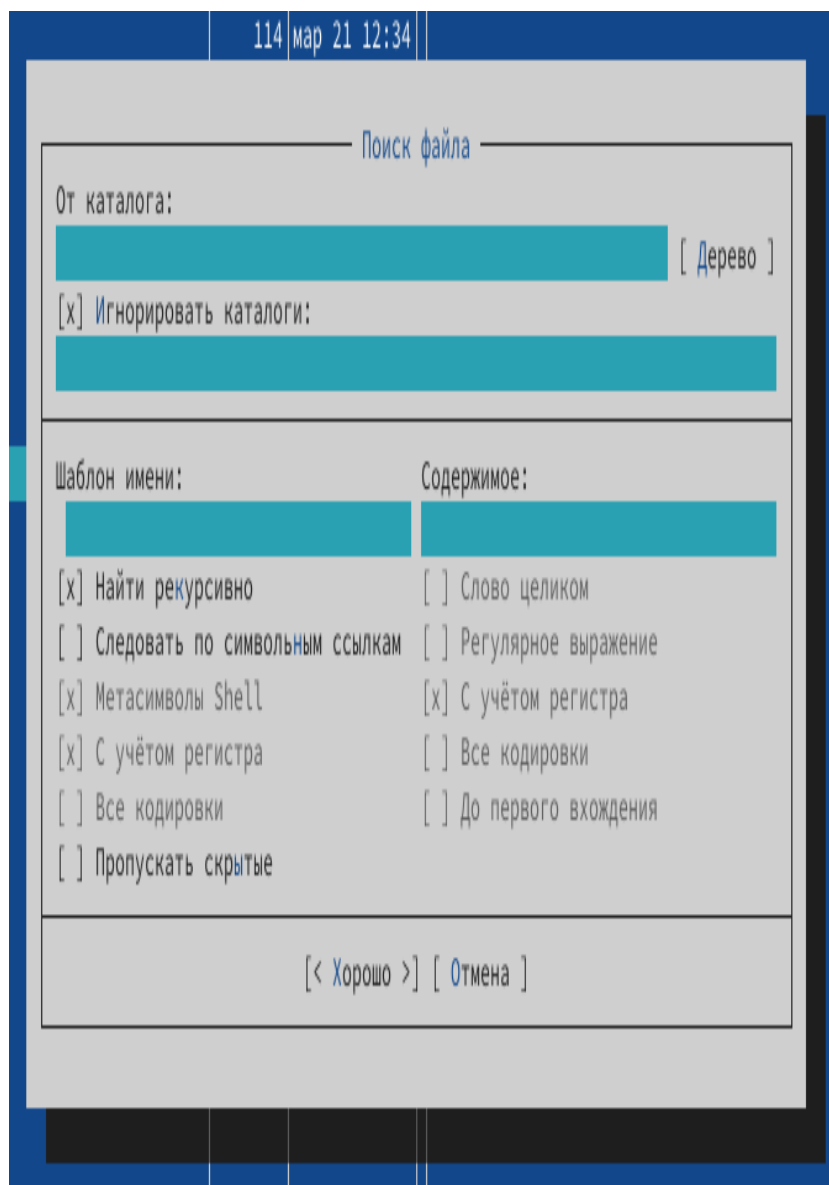 114 мар 21 12:34
Поиск файла
От каталога:
[ Дерево ]
[x] Игнорировать каталоги:
Шаблон имени: Содержимое:
[x] Найти рекурсивно [ ] Слово целиком
[ ] Следовать по символьным ссылкам [ ] Регулярное выражение
[x] Метасимволы Shell [x] С учётом регистра
[x] С учётом регистра [ ] Все кодировки
[ ] Все кодировки [ ] До первого вхождения
[ ] Пропускать скрытые
[< Хорошо >] [ Отмена ]